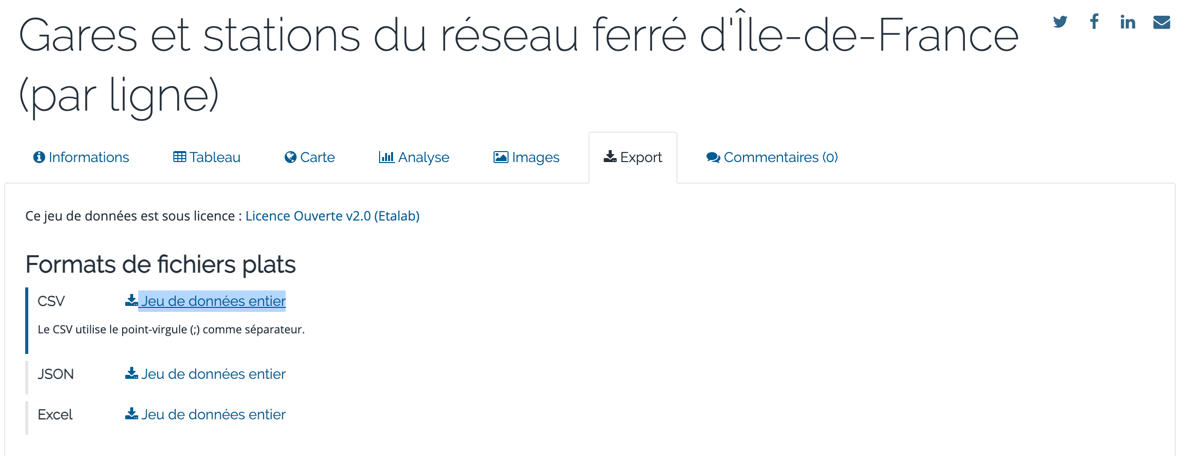 Gares et stations du réseau ferré d'Île-de-France
(par ligne)
Informations
Tableau
Carte
Analyse
Images
Export
Commentaires (0)
Ce jeu de données est sous licence : Licence Ouverte v2.0 (Etalab)
Formats de fichiers plats
CSV Jeu de données entier
Le CSV utilise le point-virgule (;) comme séparateur.
JSON Jeu de données entier
Excel Jeu de données entier